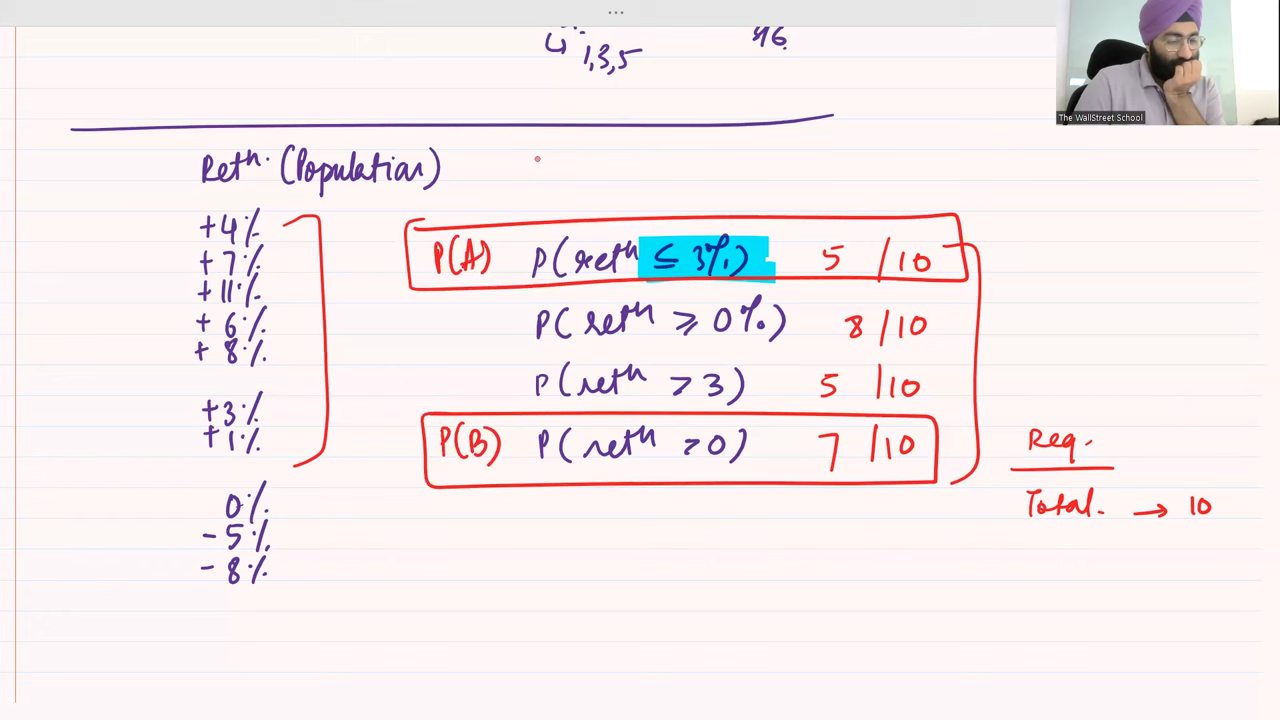 ↳ 1,3,5
The WallStreet School
Retn. (Population)
+4%
+7%
+11%
+6%
+8%
+3%
+1%
0%
-5%
-8%
P(A) P(retn ≤ 3%) 5 /10
P(retn ≥ 0%) 8 /10
P(retn > 3) 5 /10
P(B) P(retn >0) 7 /10
Req.
Total. → 10